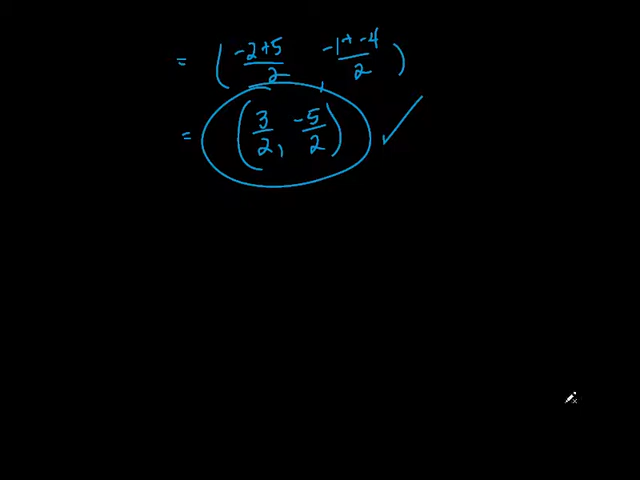 = ( -2+5/2 , -1+-4/2 )
= ( 3/2, -5/2 ) ✓